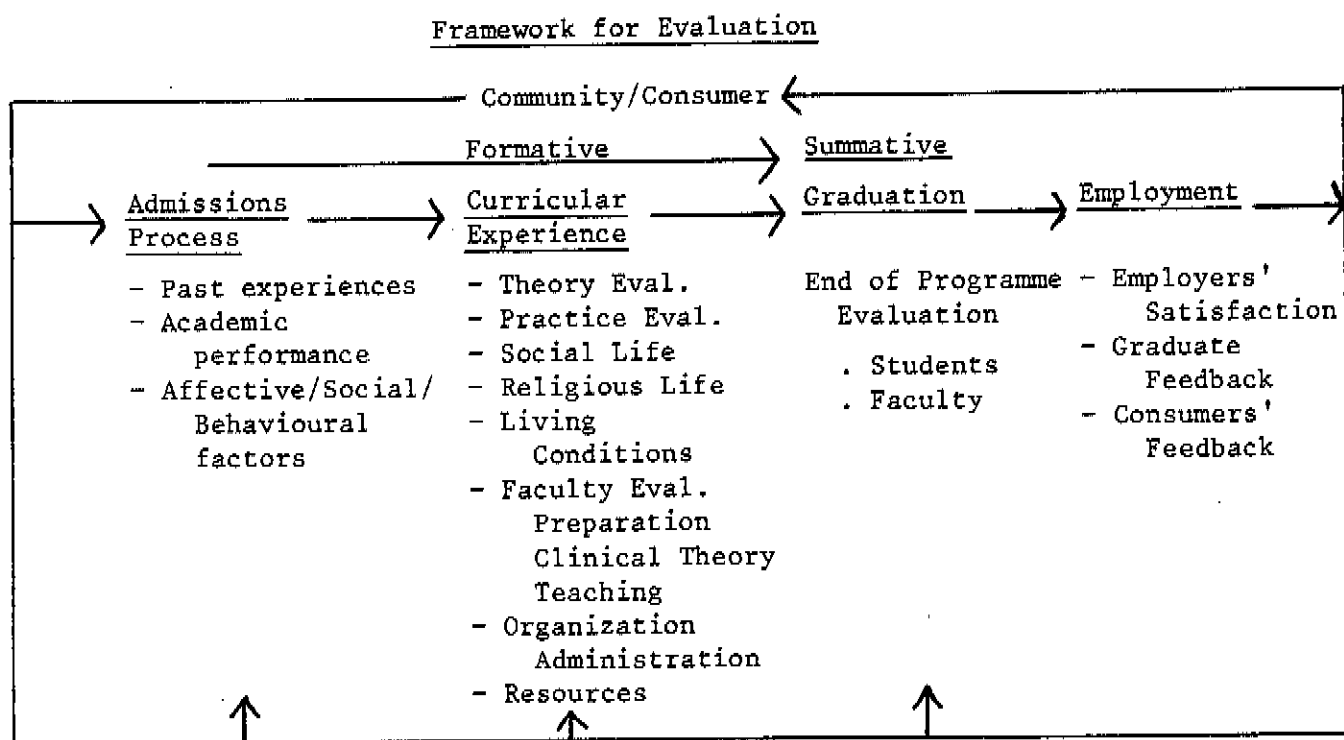 Framework for Evaluation
Community/Consumer
Formative
Summative
Admissions
Process
- Past experiences
- Academic
performance
- Affective/Social/
Behavioural
factors
Curricular
Experience
- Theory Eval.
- Practice Eval.
- Social Life
- Religious Life
- Living
Conditions
- Faculty Eval.
Preparation
Clinical Theory
Teaching
- Organization
Administration
- Resources
Graduation
End of Programme
Evaluation
. Students
. Faculty
Employment
- Employers'
Satisfaction
- Graduate
Feedback
- Consumers'
Feedback